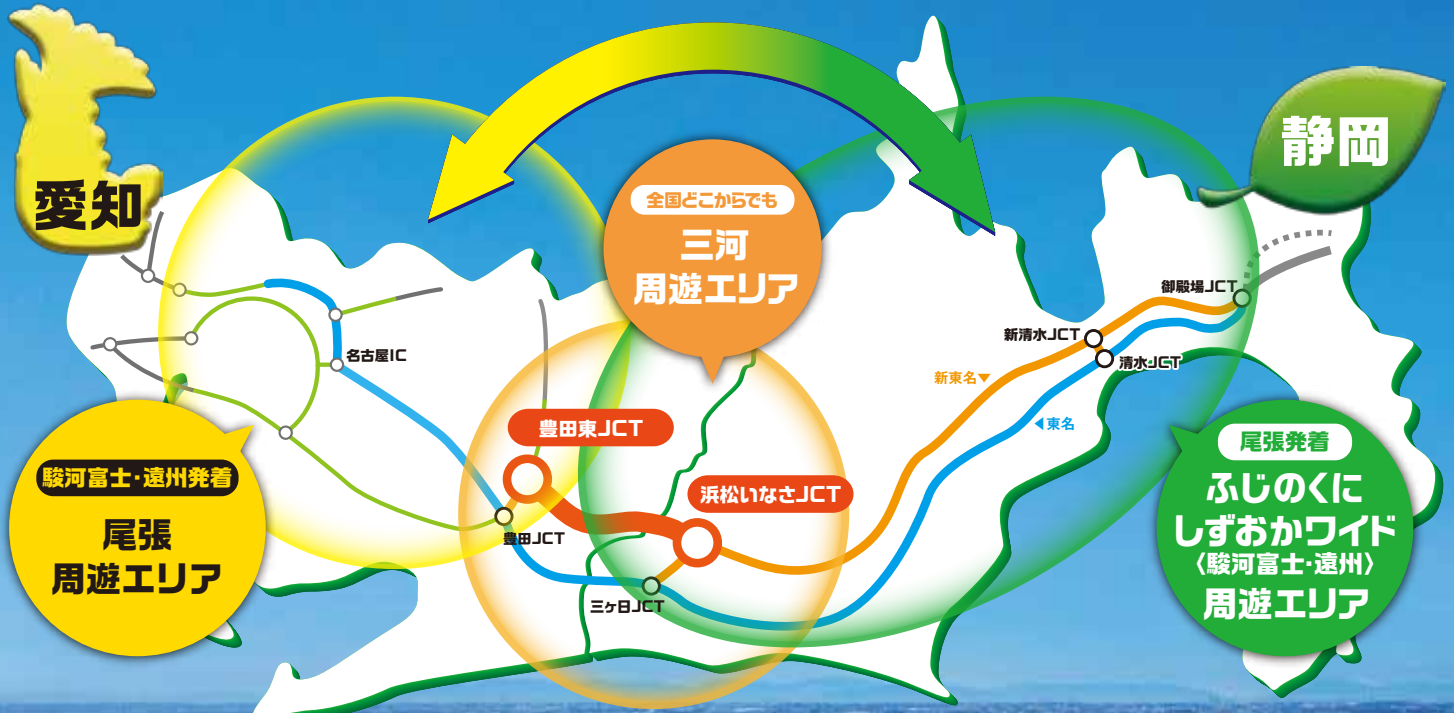 愛知
静岡
全国どこからでも
三河
周遊エリア
御殿場JCT
新清水JCT
清水JCT
名古屋IC
新東名▼
◀東名
豊田東JCT
浜松いなさJCT
豊田JCT
三ヶ日JCT
駿河富士・遠州発着
尾張
周遊エリア
尾張発着
ふじのくに
しずおかワイド
〈駿河富士・遠州〉
周遊エリア